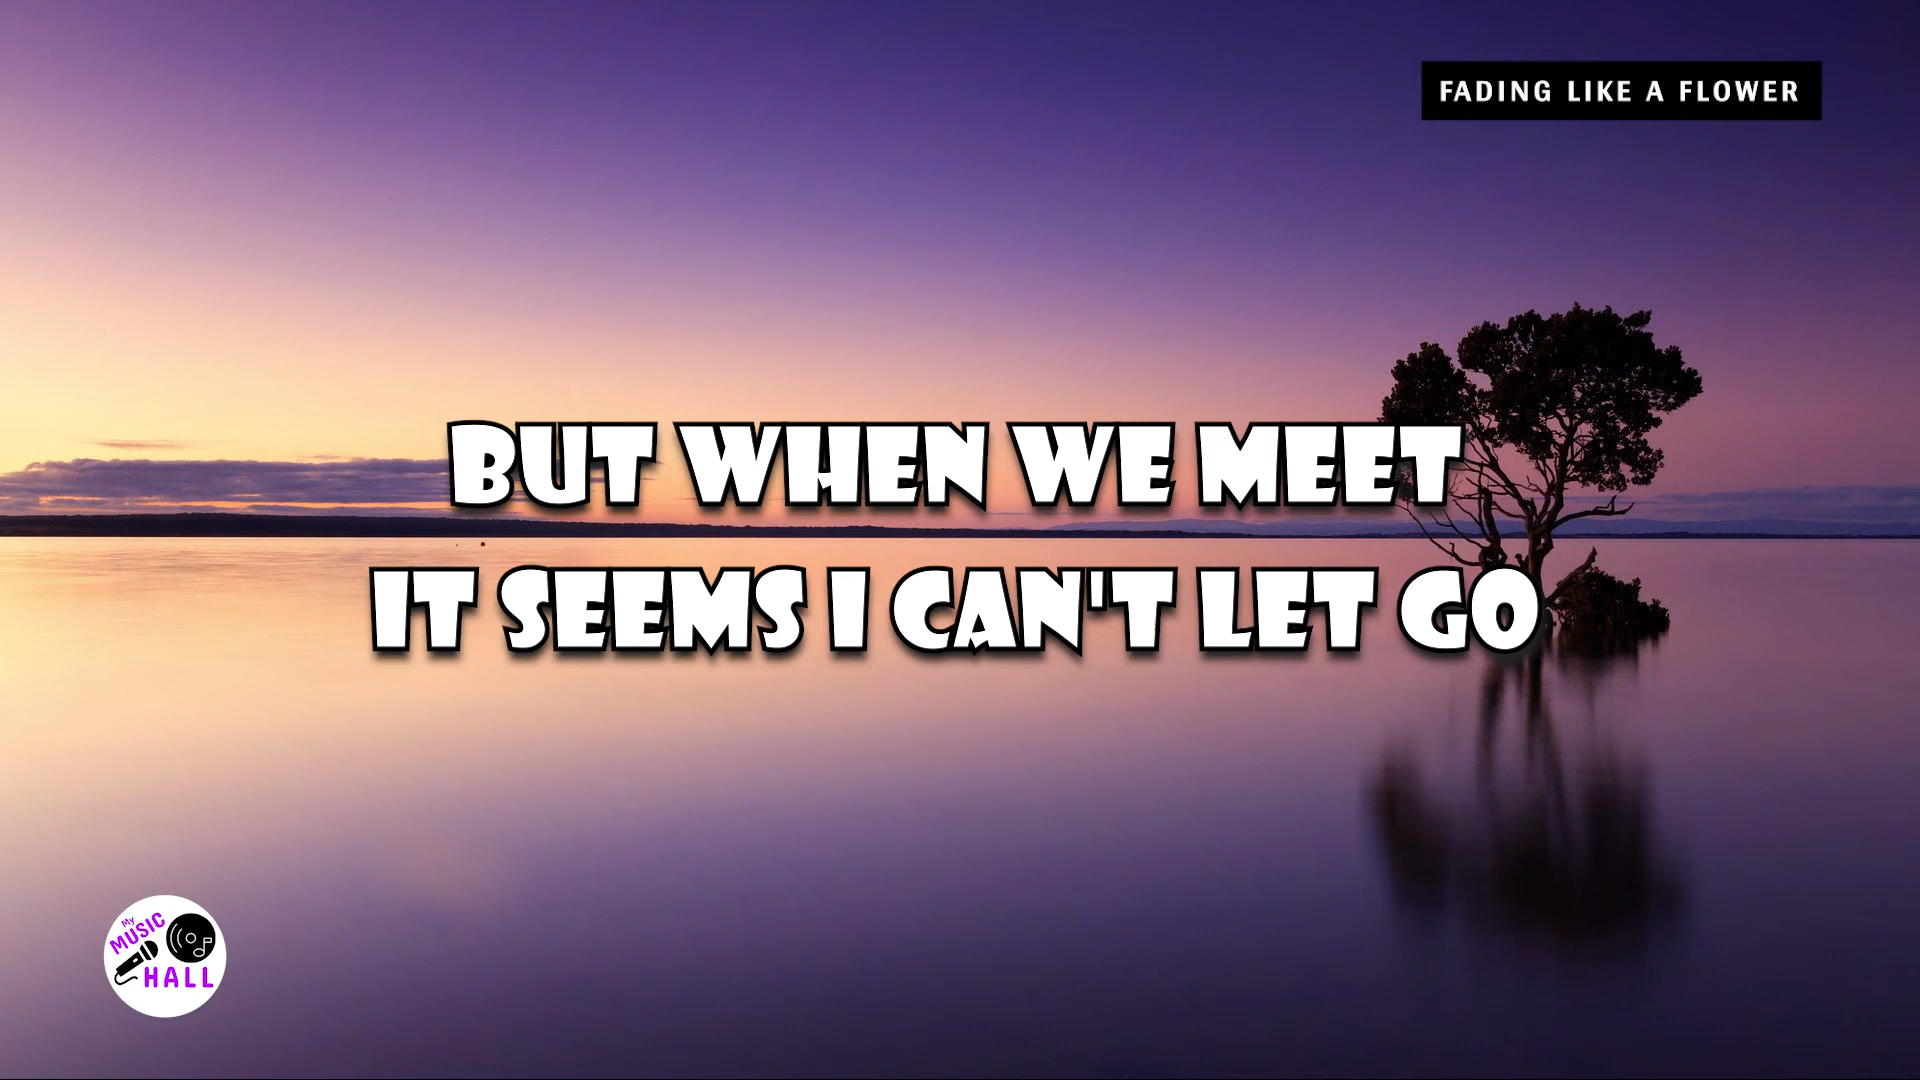 FADING LIKE A FLOWER
BUT WHEN WE MEET
IT SEEMS I CAN'T LET GO
My
MUSIC
HALL